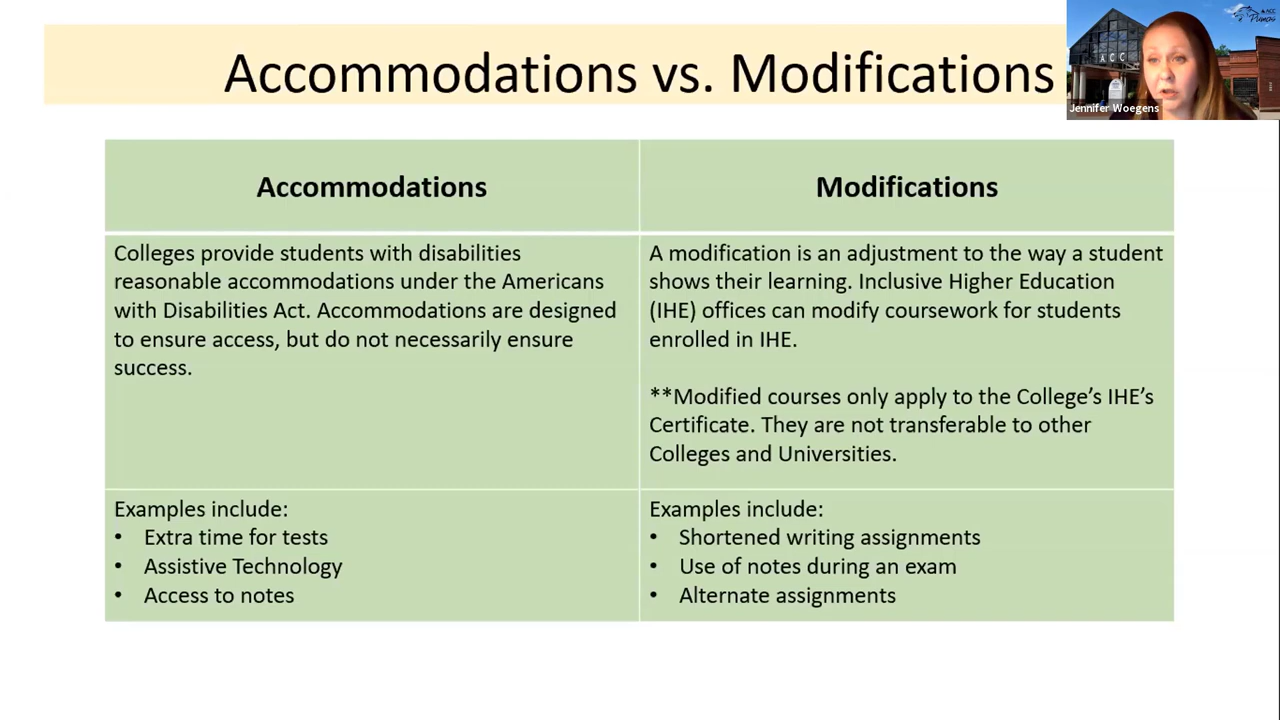 Accommodations vs. Modifications
ACC
Pumas
ACC
Jennifer Woegens
Accommodations
Modifications
Colleges provide students with disabilities
reasonable accommodations under the Americans
with Disabilities Act. Accommodations are designed
to ensure access, but do not necessarily ensure
success.
A modification is an adjustment to the way a student
shows their learning. Inclusive Higher Education
(IHE) offices can modify coursework for students
enrolled in IHE.
**Modified courses only apply to the College’s IHE’s
Certificate. They are not transferable to other
Colleges and Universities.
Examples include:
• Extra time for tests
• Assistive Technology
• Access to notes
Examples include:
• Shortened writing assignments
• Use of notes during an exam
• Alternate assignments